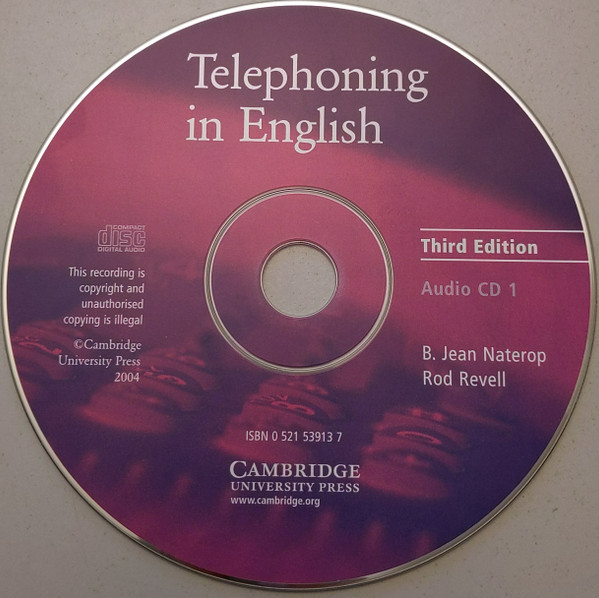 Telephoning
in English
COMPACT
disc
DIGITAL AUDIO
This recording is
copyright and
unauthorised
copying is illegal
©Cambridge
University Press
2004
Third Edition
Audio CD 1
B. Jean Naterop
Rod Revell
ISBN 0 521 53913 7
CAMBRIDGE
UNIVERSITY PRESS
www.cambridge.org